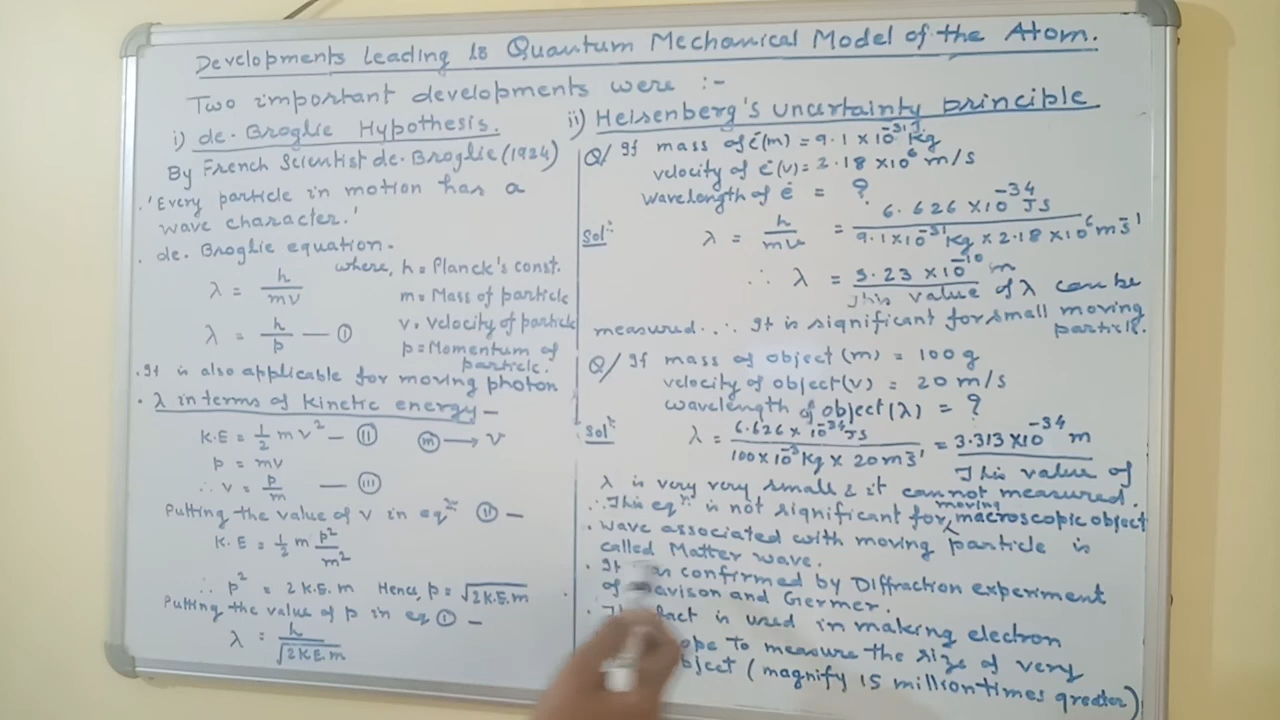 Developments leading to Quantum Mechanical Model of the Atom.
Two important developments were :-
i) de-Broglie Hypothesis.
By French Scientist de-Broglie (1924)
. 'Every particle in motion has a
wave character.'
. de-Broglie equation.
λ = h/mv
where, h = Planck's const.
m = Mass of particle
v = Velocity of particle
p = Momentum of
particle.
λ = h/p — ①
. It is also applicable for moving photon
. λ in terms of kinetic energy —
K.E = 1/2 mv² — Ⅱ
m → v
p = mv
∴ v = p/m — Ⅲ
Putting the value of v in eqⁿ Ⅱ —
K.E = 1/2 m p²/m²
∴ p² = 2K.E.m Hence, p = √2K.E.m
Putting the value of p in eq ① —
λ = h/√2K.E.m
ii) Heisenberg's uncertainty principle
Q/ If mass of e⁻(m) = 9.1 × 10⁻³¹ Kg
velocity of e⁻(v) = 2.18 × 10⁶ m/s
wavelength of e⁻ = ?
Solⁿ: λ = h/mv = 6.626 × 10⁻³⁴ JS / 9.1 × 10⁻³¹ Kg × 2.18 × 10⁶ ms⁻¹
∴ λ = 3.23 × 10⁻¹⁰ m
This value of λ can be
measured. ∴ It is significant for small moving
particle.
Q/ If mass of object (m) = 100 g
velocity of object (v) = 20 m/s
wavelength of object (λ) = ?
Solⁿ: λ = 6.626 × 10⁻³⁴ JS / 100 × 10⁻³ Kg × 20 ms⁻¹ = 3.313 × 10⁻³⁴ m
This value of
λ is very very small & it cannot measured.
∴ This eqⁿ is not significant for moving macroscopic object
. Wave associated with moving particle is
called Matter wave.
. It confirmed by Diffraction experiment
of Davison and Germer.
. fact is used in making electron
to measure the size of very
object (magnify 15 million times greater)